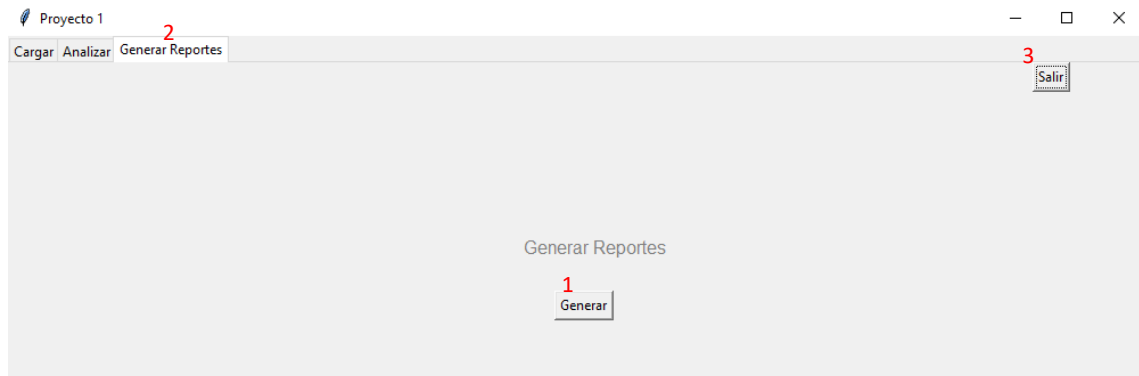 Proyecto 1
2
Cargar Analizar Generar Reportes
3
Salir
Generar Reportes
1
Generar